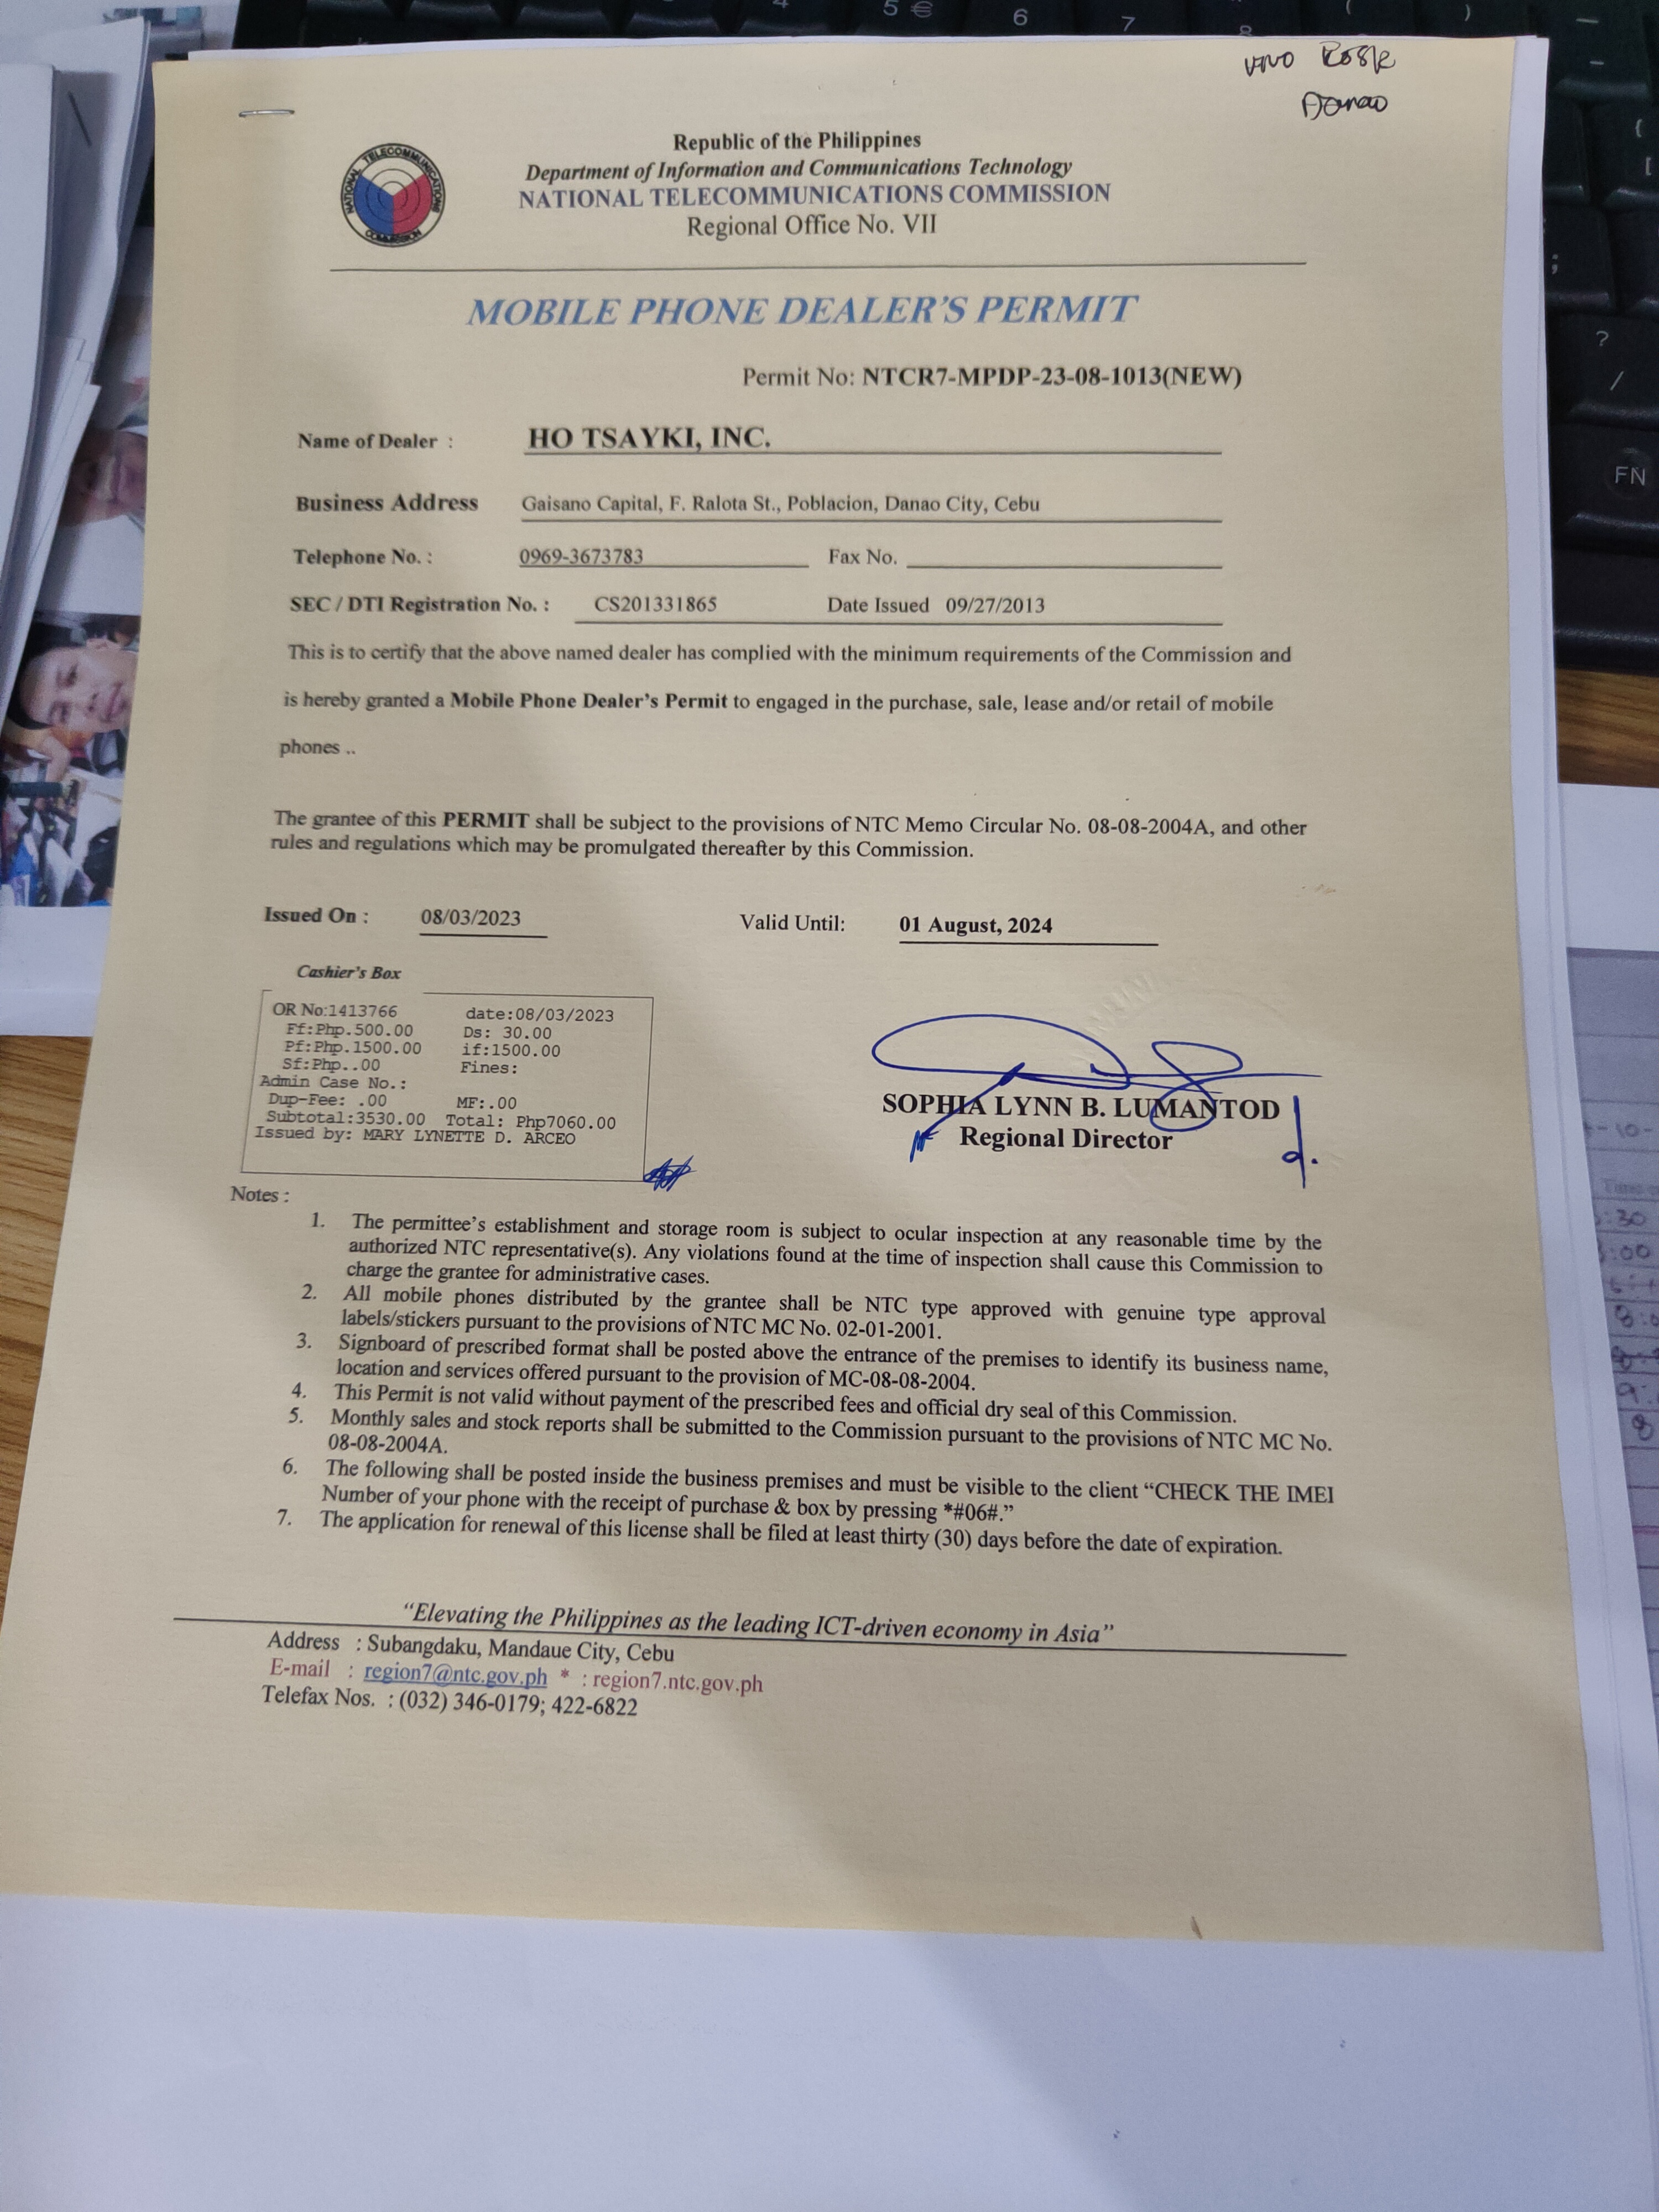 VIVO KOSK
Danao
Republic of the Philippines
Department of Information and Communications Technology
NATIONAL TELECOMMUNICATIONS COMMISSION
Regional Office No. VII
NATIONAL TELECOMMUNICATIONS
COMMISSION
MOBILE PHONE DEALER'S PERMIT
Permit No: NTCR7-MPDP-23-08-1013(NEW)
Name of Dealer : HO TSAYKI, INC.
Business Address Gaisano Capital, F. Ralota St., Poblacion, Danao City, Cebu
Telephone No. : 0969-3673783 Fax No.
SEC / DTI Registration No. : CS201331865 Date Issued 09/27/2013
This is to certify that the above named dealer has complied with the minimum requirements of the Commission and
is hereby granted a Mobile Phone Dealer's Permit to engaged in the purchase, sale, lease and/or retail of mobile
phones ..
The grantee of this PERMIT shall be subject to the provisions of NTC Memo Circular No. 08-08-2004A, and other
rules and regulations which may be promulgated thereafter by this Commission.
Issued On : 08/03/2023 Valid Until: 01 August, 2024
Cashier's Box
OR No:1413766 date:08/03/2023
Ff:Php.500.00 Ds: 30.00
Pf:Php.1500.00 if:1500.00
Sf:Php..00 Fines:
Admin Case No.:
Dup-Fee: .00 MF:.00
Subtotal:3530.00 Total: Php7060.00
Issued by: MARY LYNETTE D. ARCEO
SOPHIA LYNN B. LUMANTOD
Regional Director
Notes :
1. The permittee's establishment and storage room is subject to ocular inspection at any reasonable time by the
authorized NTC representative(s). Any violations found at the time of inspection shall cause this Commission to
charge the grantee for administrative cases.
2. All mobile phones distributed by the grantee shall be NTC type approved with genuine type approval
labels/stickers pursuant to the provisions of NTC MC No. 02-01-2001.
3. Signboard of prescribed format shall be posted above the entrance of the premises to identify its business name,
location and services offered pursuant to the provision of MC-08-08-2004.
4. This Permit is not valid without payment of the prescribed fees and official dry seal of this Commission.
5. Monthly sales and stock reports shall be submitted to the Commission pursuant to the provisions of NTC MC No.
08-08-2004A.
6. The following shall be posted inside the business premises and must be visible to the client “CHECK THE IMEI
Number of your phone with the receipt of purchase & box by pressing *#06#.”
7. The application for renewal of this license shall be filed at least thirty (30) days before the date of expiration.
“Elevating the Philippines as the leading ICT-driven economy in Asia”
Address : Subangdaku, Mandaue City, Cebu
E-mail : region7@ntc.gov.ph * : region7.ntc.gov.ph
Telefax Nos. : (032) 346-0179; 422-6822
5 €
6
7
8
)
?
/
FN